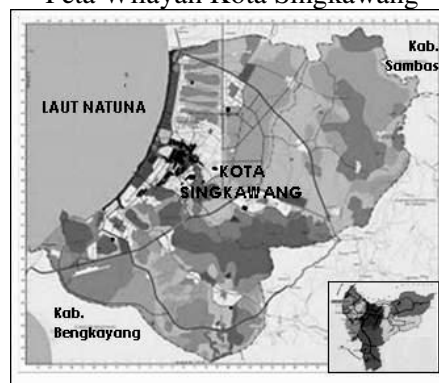 Peta Wilayah Kota Singkawang
Kab.
Sambas
LAUT NATUNA
KOTA
SINGKAWANG
Kab.
Bengkayang